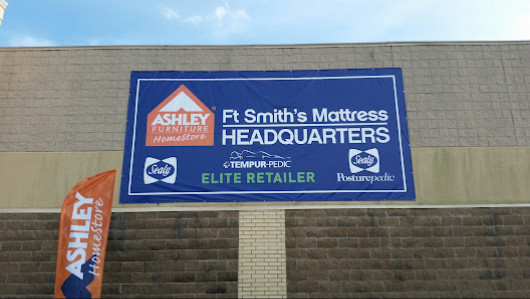 ASHLEY
FURNITURE
HomeStore
®
Ft Smith's Mattress
HEADQUARTERS
Sealy
TEMPUR-PEDIC
ELITE RETAILER
Sealy
Posturepedic
ASHLEY
HomeStore